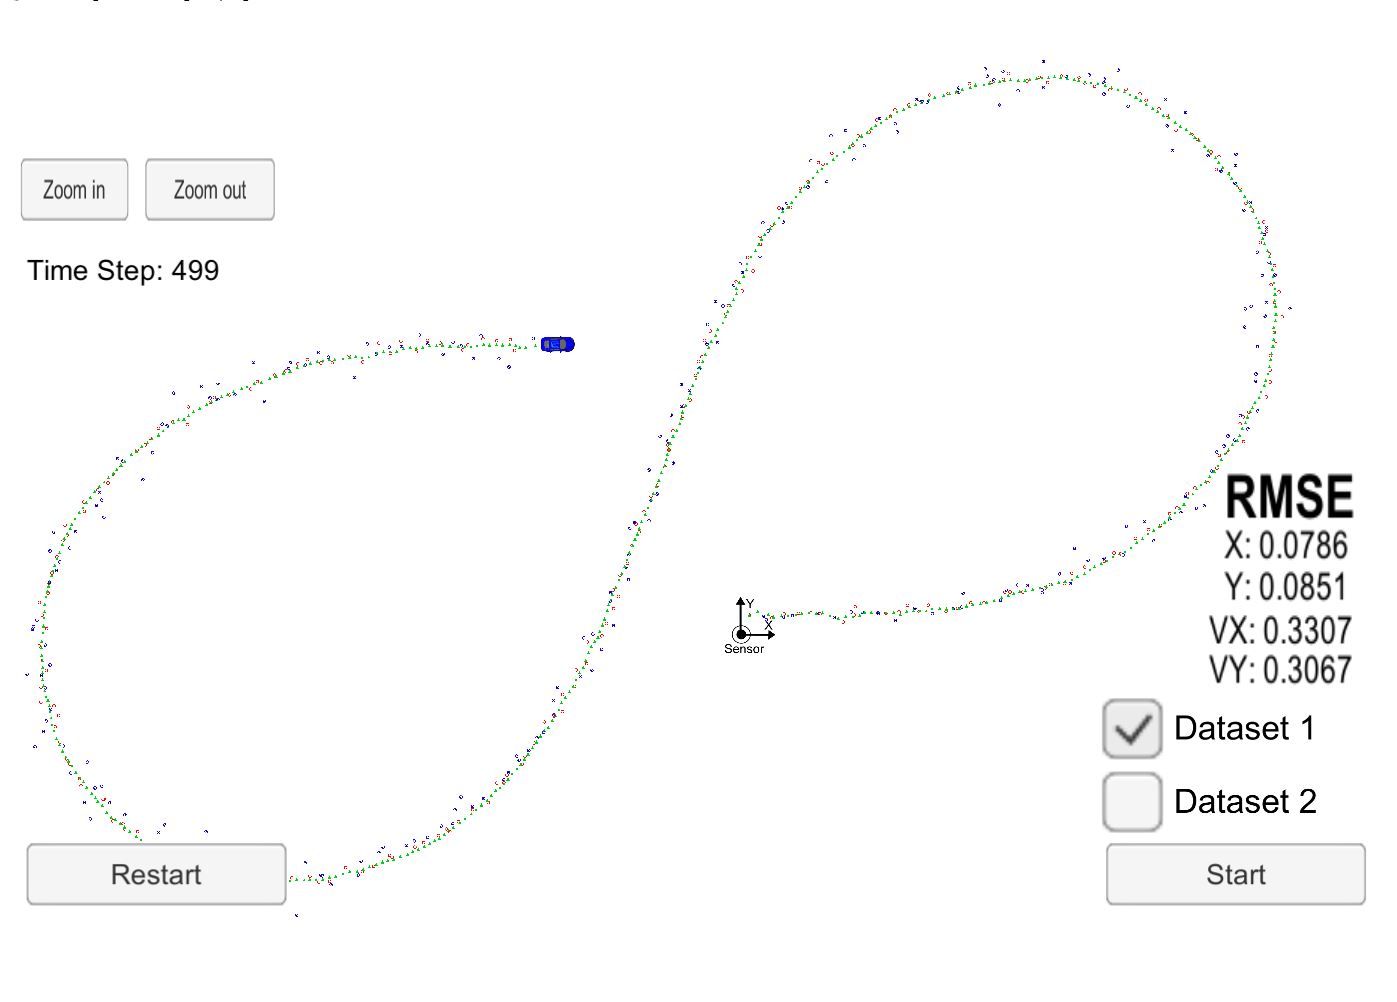 Zoom in
Zoom out
Time Step: 499
RMSE
X: 0.0786
Y: 0.0851
VX: 0.3307
VY: 0.3067
Y
X
Sensor
Dataset 1
Dataset 2
Restart
Start